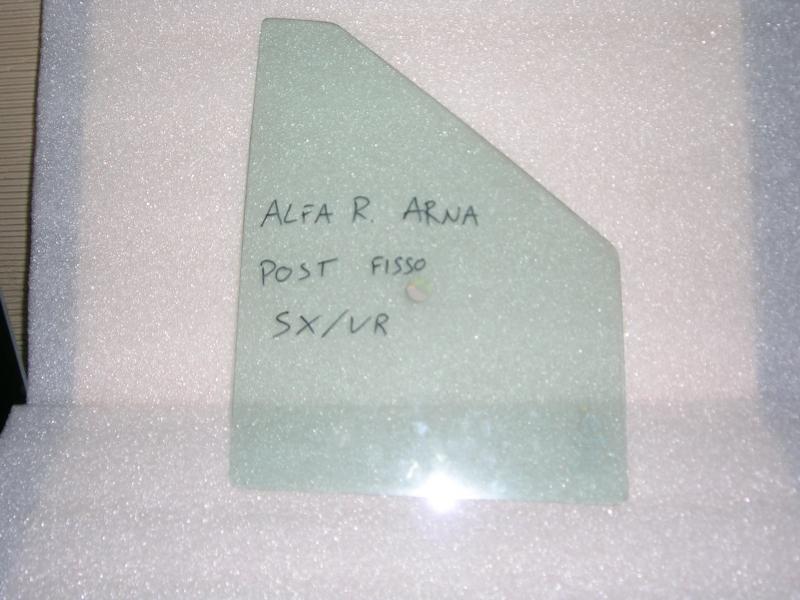 ALFA R. ARNA
POST FISSO
SX/VR